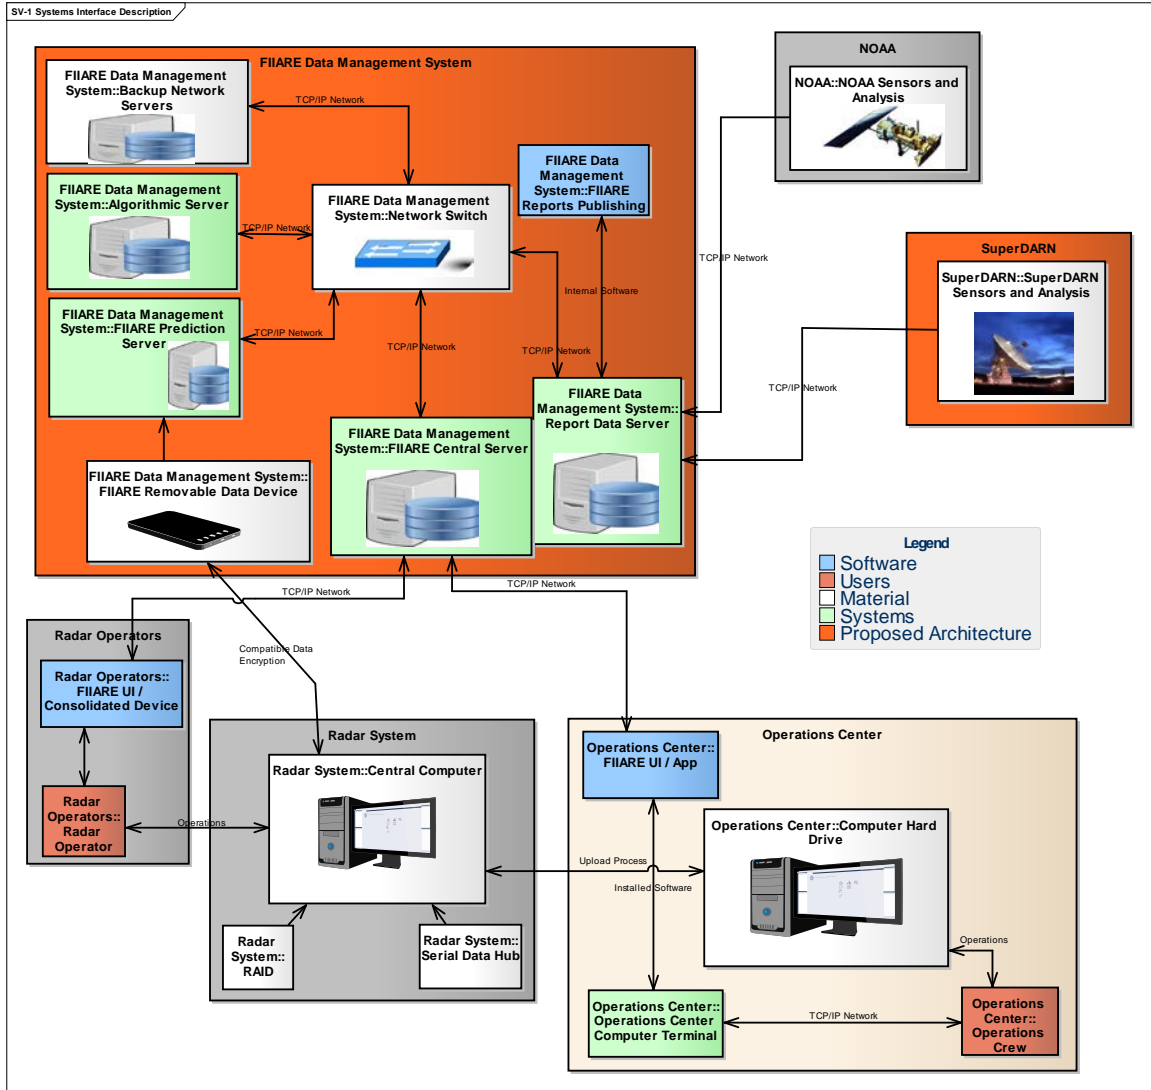 SV-1 Systems Interface Description
FIIARE Data Management System
FIIARE Data Management
System::Backup Network
Servers
TCP/IP Network
FIIARE Data Management
System::Algorithmic Server
TCP/IP Network
FIIARE Data Management
System::Network Switch
FIIARE Data
Management
System::FIIARE
Reports Publishing
Internal Software
FIIARE Data Management
System::FIIARE Prediction
Server
TCP/IP Network
TCP/IP Network
TCP/IP Network
FIIARE Data
Management System::
Report Data Server
FIIARE Data Management
System::FIIARE Central Server
FIIARE Data Management System::
FIIARE Removable Data Device
NOAA
NOAA::NOAA Sensors and
Analysis
TCP/IP Network
SuperDARN
SuperDARN::SuperDARN
Sensors and Analysis
TCP/IP Network
Legend
Software
Users
Material
Systems
Proposed Architecture
TCP/IP Network
TCP/IP Network
Compatible Data
Encryption
Radar Operators
Radar Operators::
FIIARE UI /
Consolidated Device
Radar
Operators::
Radar
Operator
Operations
Radar System
Radar System::Central Computer
Radar
System::
RAID
Radar System::
Serial Data Hub
Upload Process
Installed Software
Operations Center
Operations Center::
FIIARE UI / App
Operations Center::Computer Hard
Drive
Operations
Operations Center::
Operations Center
Computer Terminal
TCP/IP Network
Operations
Center::
Operations
Crew